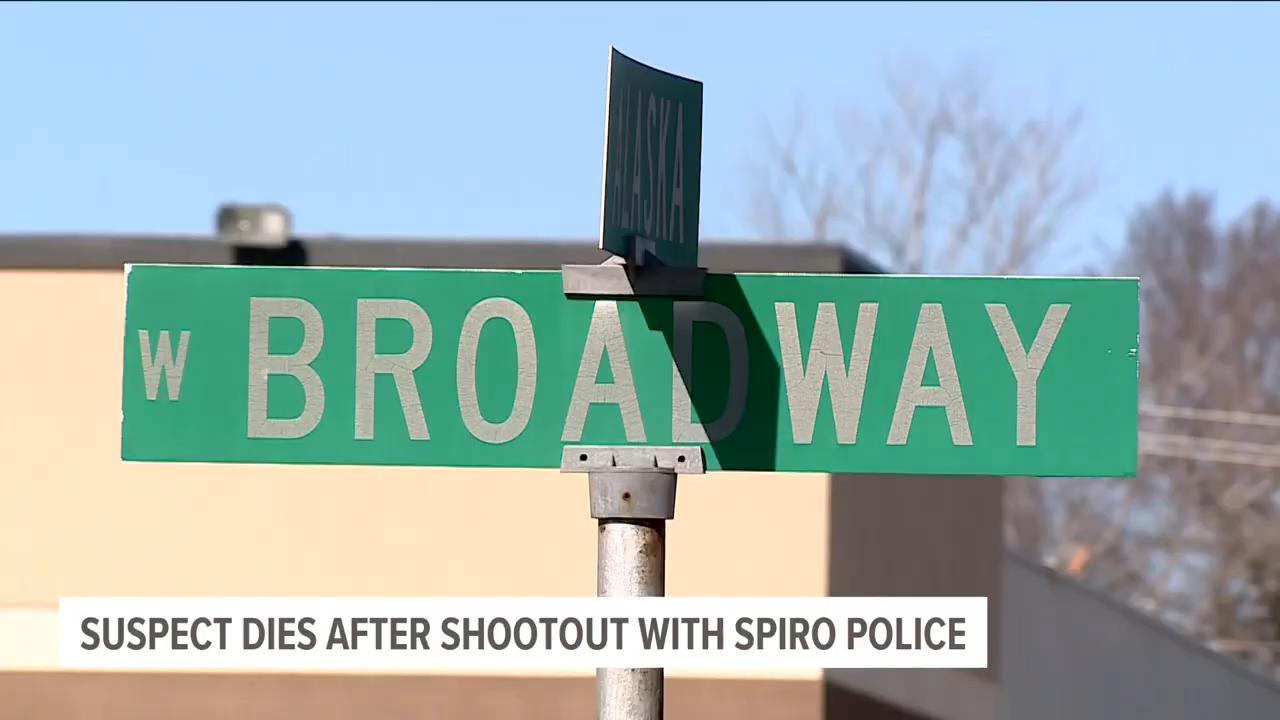 ALASKA
W BROADWAY
SUSPECT DIES AFTER SHOOTOUT WITH SPIRO POLICE